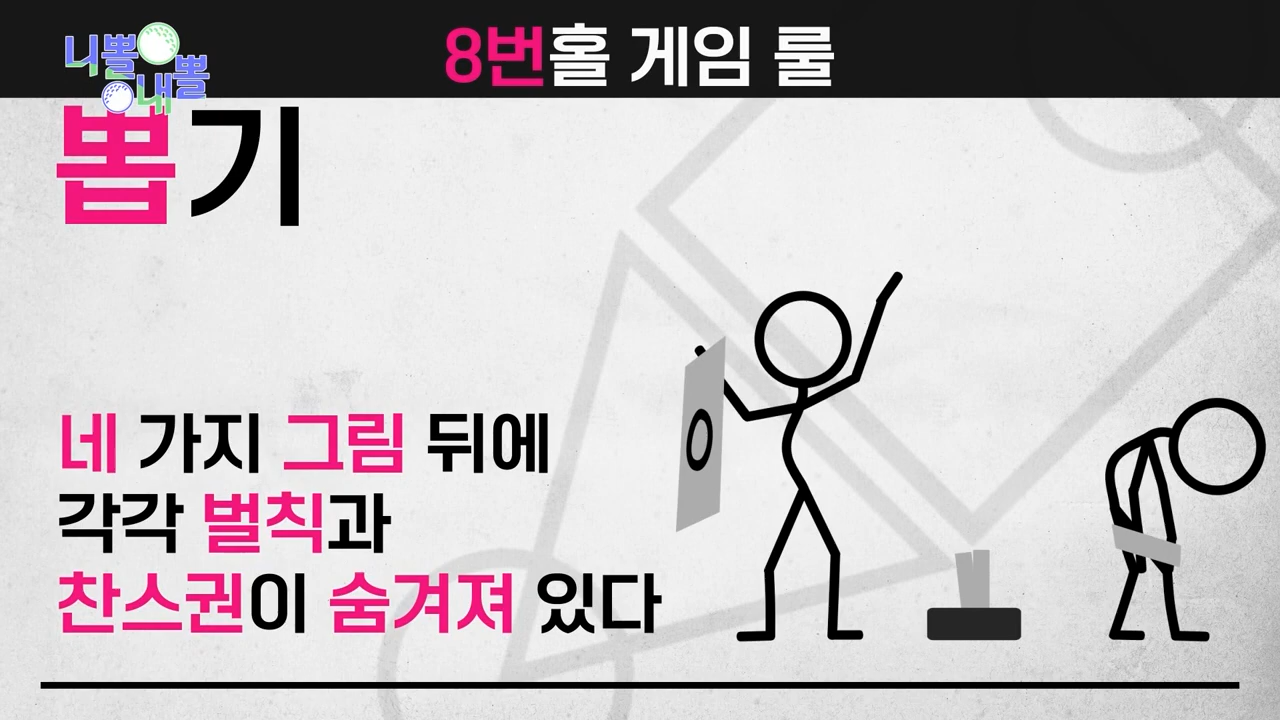 니뽈내뽈
8번홀 게임 룰
뽑기
네 가지 그림 뒤에
각각 벌칙과
찬스권이 숨겨져 있다